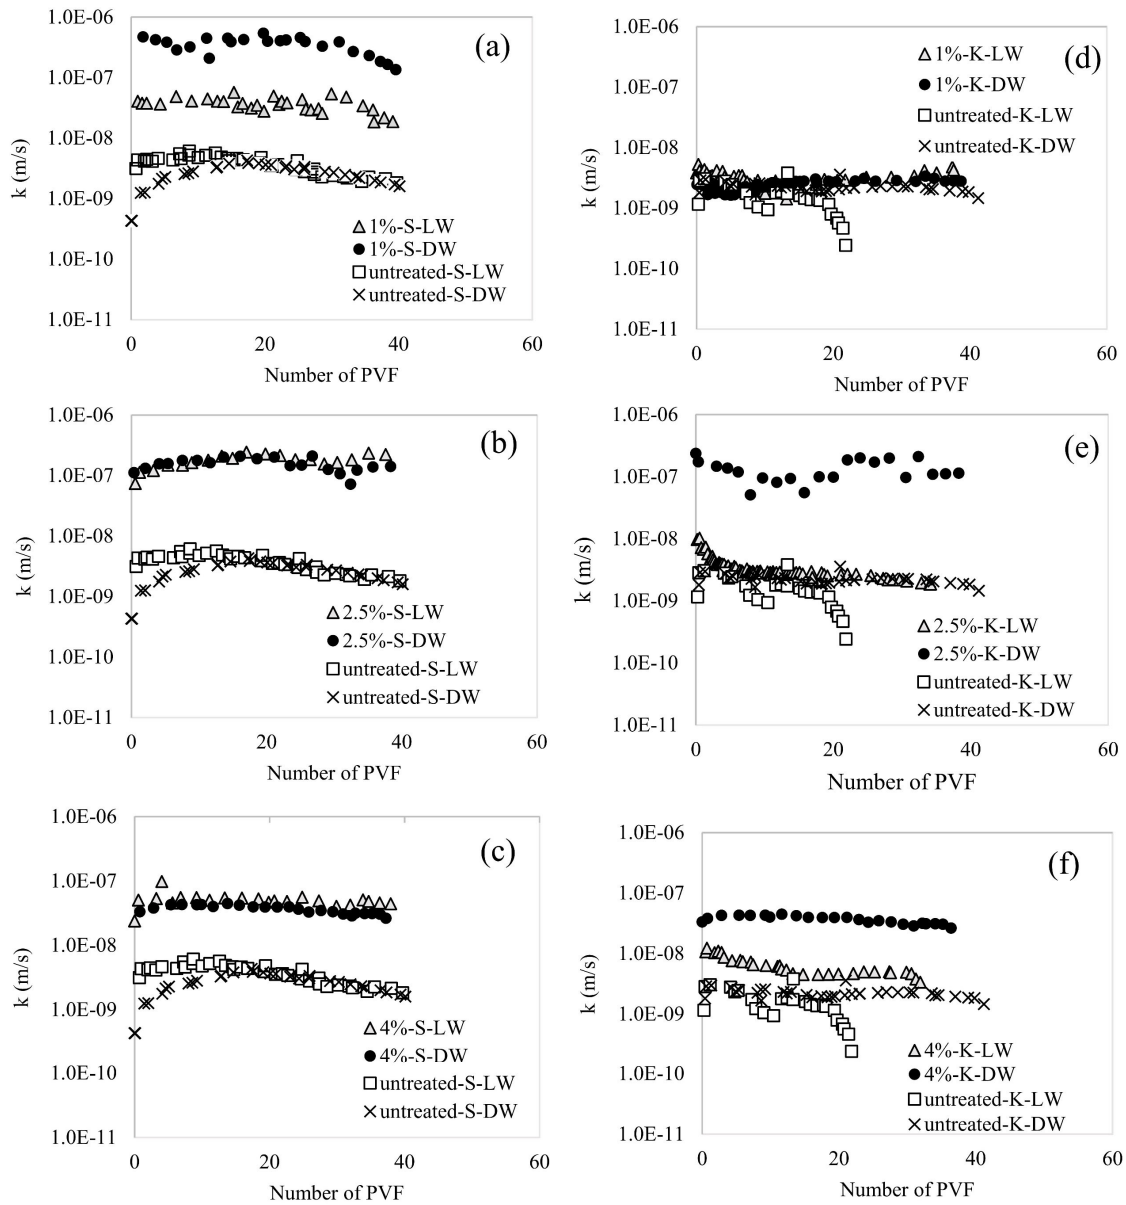 (a)
1.0E-06
1.0E-07
1.0E-08
1.0E-09
1.0E-10
1.0E-11
k (m/s)
1%-S-LW
1%-S-DW
untreated-S-LW
untreated-S-DW
0 20 40 60
Number of PVF
(d)
1.0E-06
1.0E-07
1.0E-08
1.0E-09
1.0E-10
1.0E-11
k (m/s)
1%-K-LW
1%-K-DW
untreated-K-LW
untreated-K-DW
0 20 40 60
Number of PVF
(b)
1.0E-06
1.0E-07
1.0E-08
1.0E-09
1.0E-10
1.0E-11
k (m/s)
2.5%-S-LW
2.5%-S-DW
untreated-S-LW
untreated-S-DW
0 20 40 60
Number of PVF
(e)
1.0E-06
1.0E-07
1.0E-08
1.0E-09
1.0E-10
1.0E-11
k (m/s)
2.5%-K-LW
2.5%-K-DW
untreated-K-LW
untreated-K-DW
0 20 40 60
Number of PVF
(c)
1.0E-06
1.0E-07
1.0E-08
1.0E-09
1.0E-10
1.0E-11
k (m/s)
4%-S-LW
4%-S-DW
untreated-S-LW
untreated-S-DW
0 20 40 60
Number of PVF
(f)
1.0E-06
1.0E-07
1.0E-08
1.0E-09
1.0E-10
1.0E-11
k (m/s)
4%-K-LW
4%-K-DW
untreated-K-LW
untreated-K-DW
0 20 40 60
Number of PVF